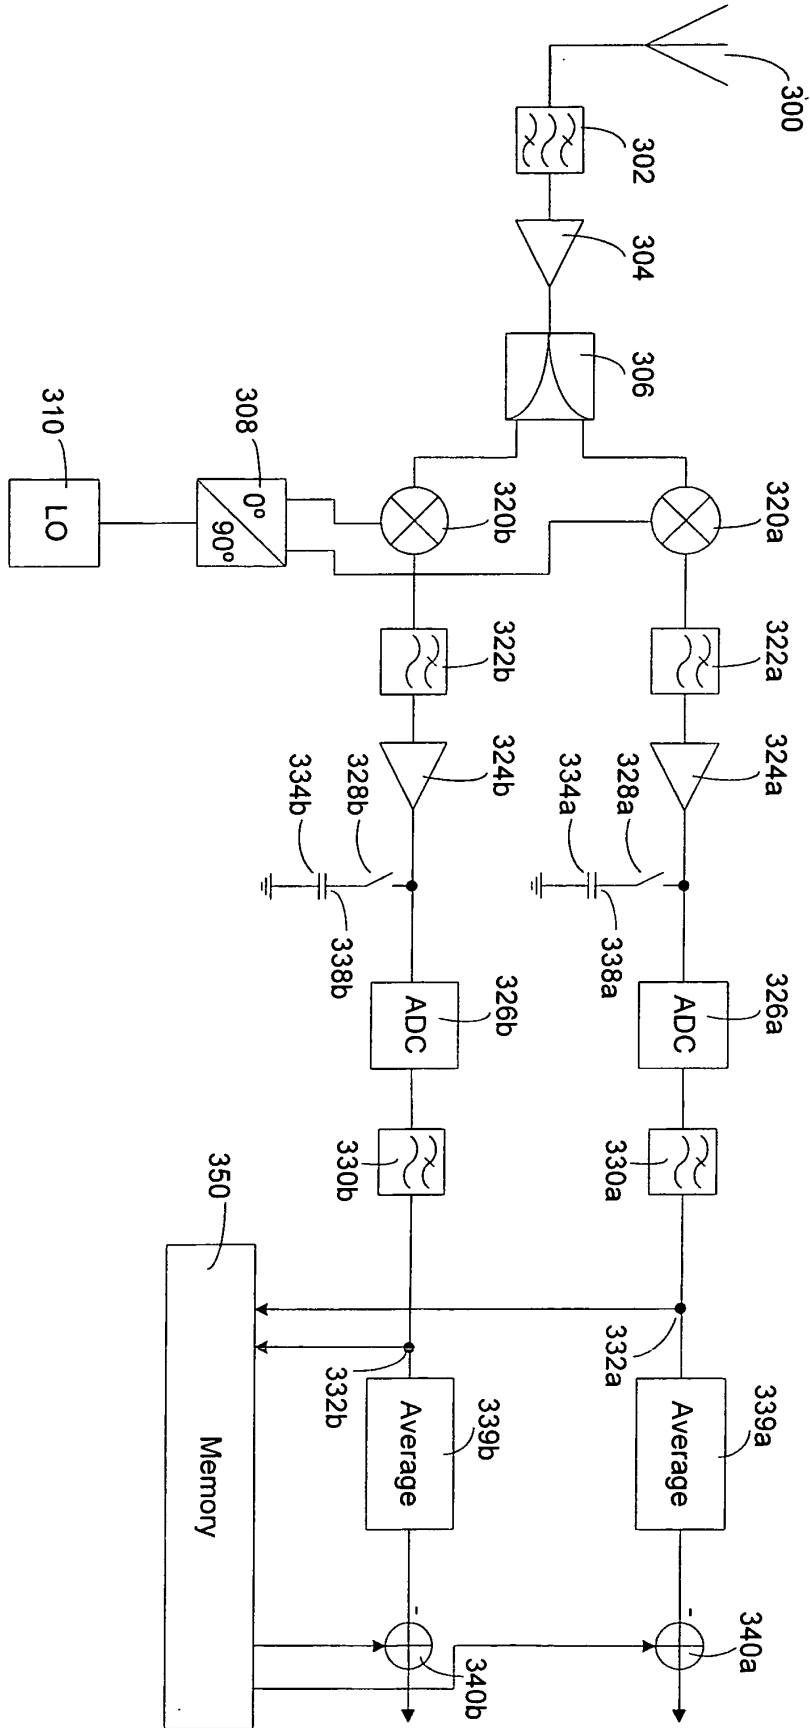 300
302
304
306
308
0°
90°
310
LO
320a
320b
322a
322b
324a
324b
328a
334a
338a
328b
334b
338b
326a
ADC
326b
ADC
330a
330b
332a
332b
350
Memory
339a
Average
339b
Average
-
340a
-
340b